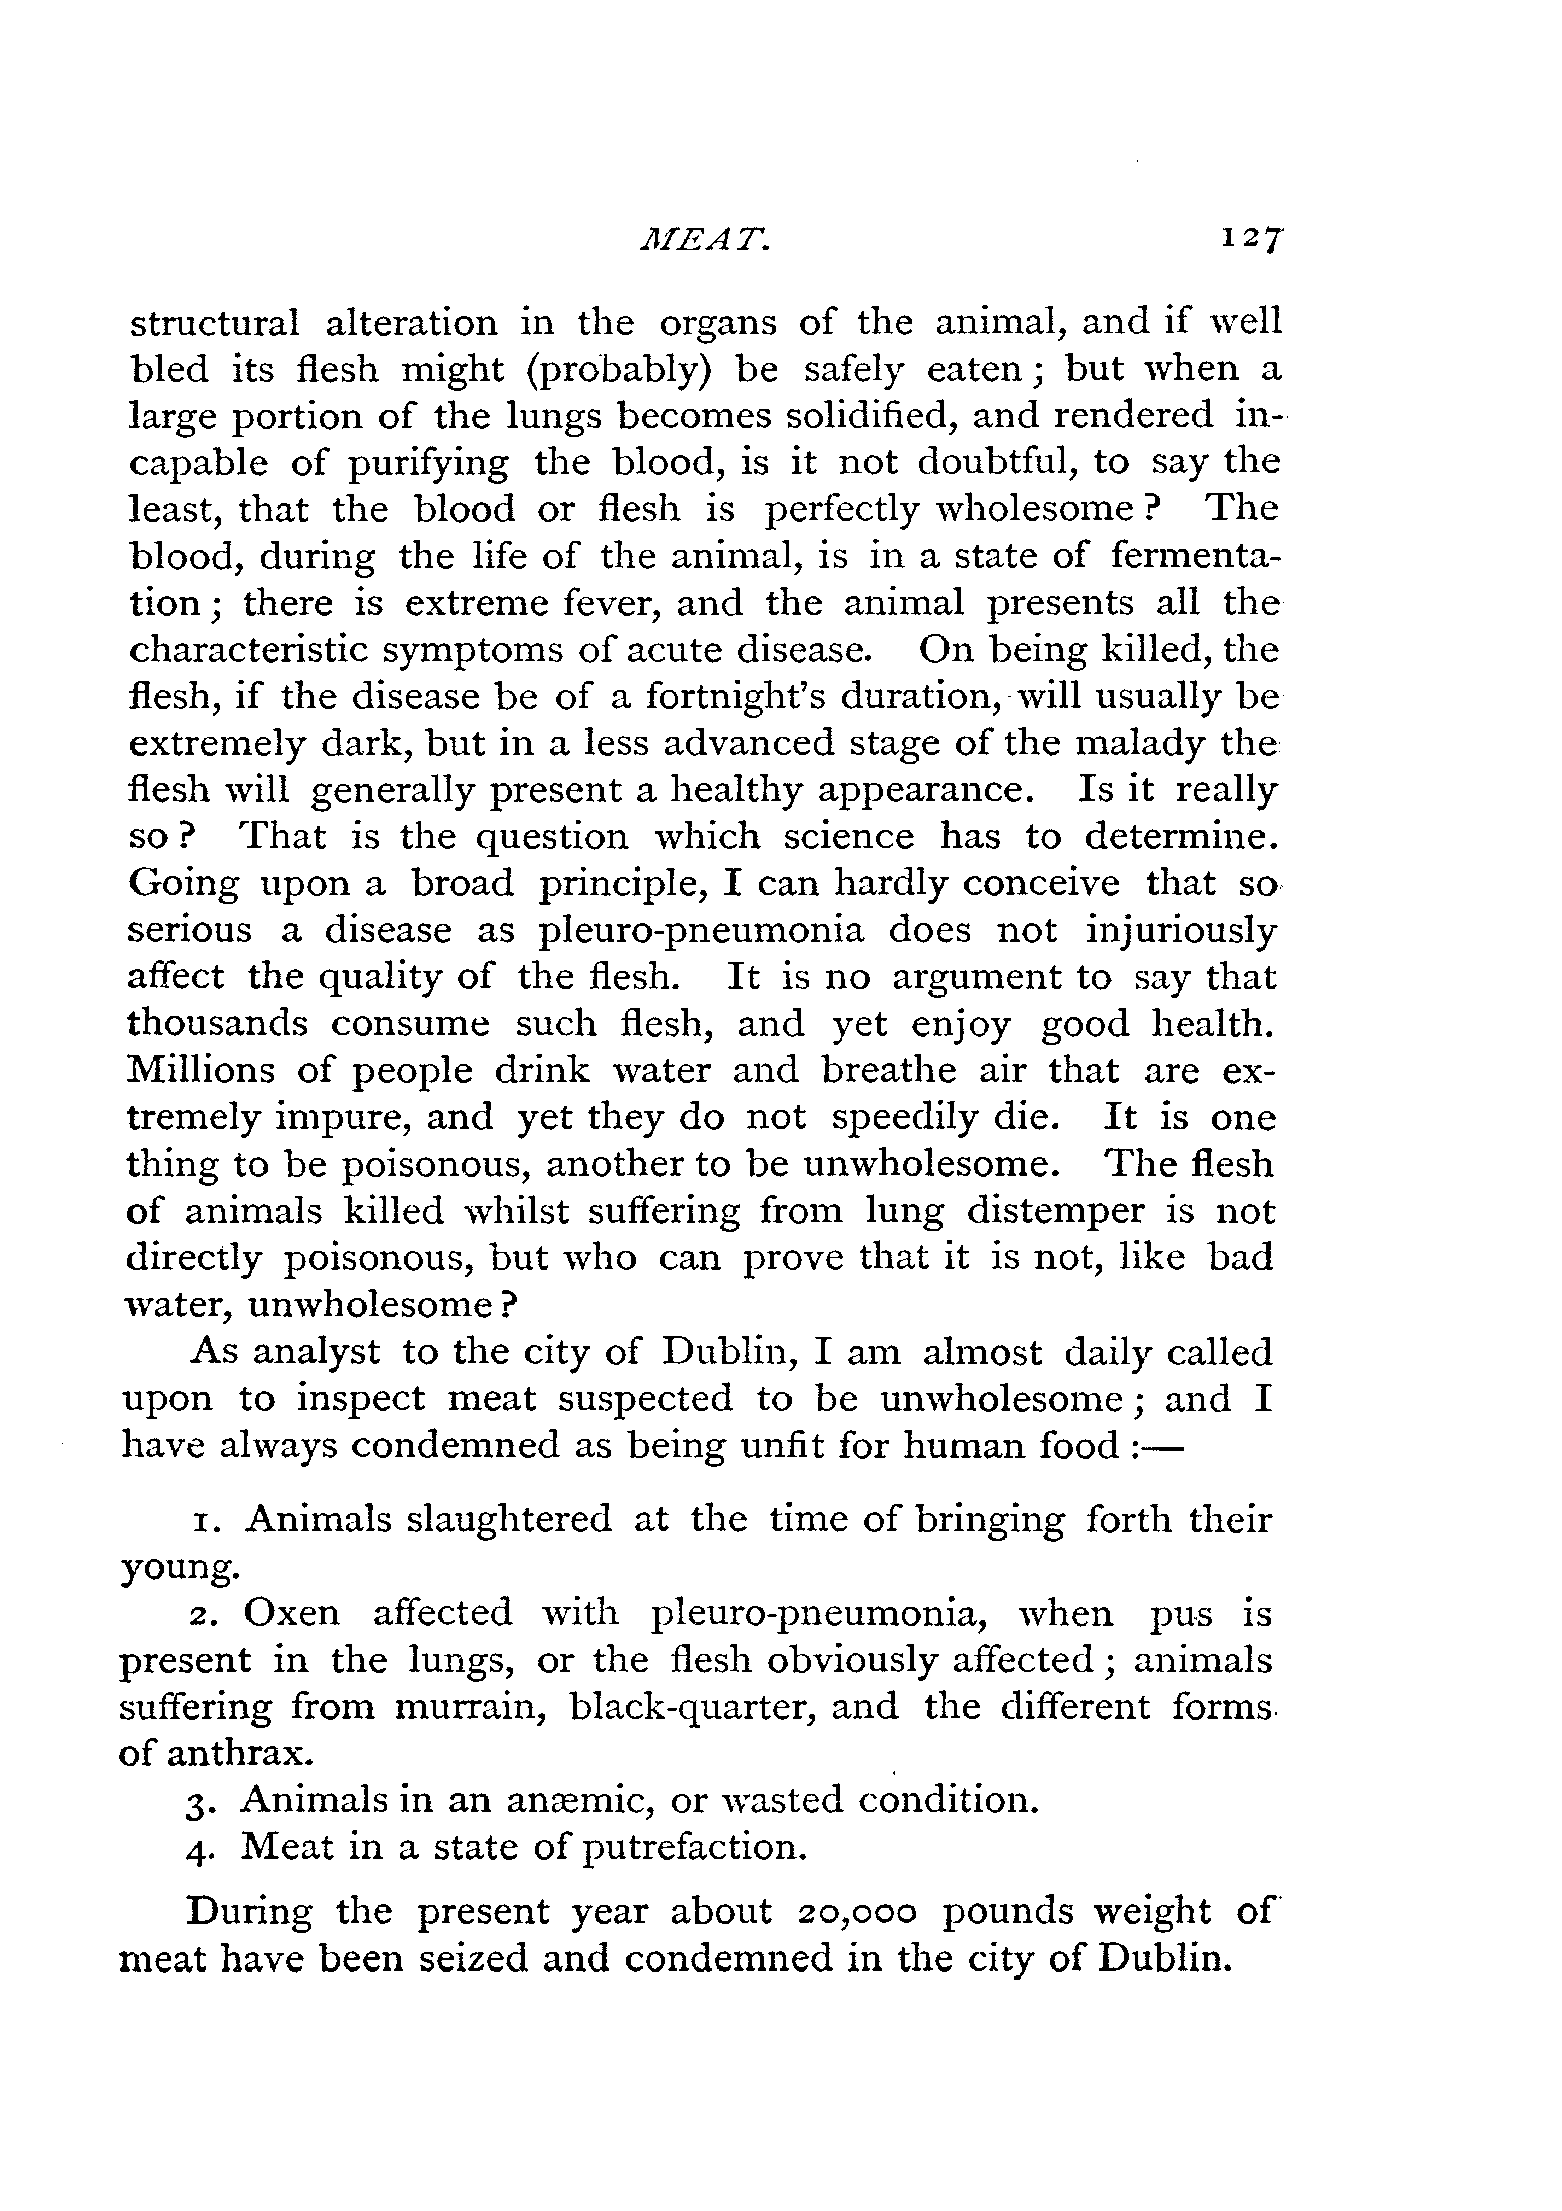 MEAT. 127
structural alteration in the organs of the animal, and if well
bled its flesh might (probably) be safely eaten ; but when a
large portion of the lungs becomes solidified, and rendered in-
capable of purifying the blood, is it not doubtful, to say the
least, that the blood or flesh is perfectly wholesome ? The
blood, during the life of the animal, is in a state of fermenta-
tion ; there is extreme fever, and the animal presents all the
characteristic symptoms of acute disease. On being killed, the
flesh, if the disease be of a fortnight's duration, will usually be
extremely dark, but in a less advanced stage of the malady the
flesh will generally present a healthy appearance. Is it really
so ? That is the question which science has to determine.
Going upon a broad principle, I can hardly conceive that so
serious a disease as pleuro-pneumonia does not injuriously
affect the quality of the flesh. It is no argument to say that
thousands consume such flesh, and yet enjoy good health.
Millions of people drink water and breathe air that are ex-
tremely impure, and yet they do not speedily die. It is one
thing to be poisonous, another to be unwholesome. The flesh
of animals killed whilst suffering from lung distemper is not
directly poisonous, but who can prove that it is not, like bad
water, unwholesome ?
As analyst to the city of Dublin, I am almost daily called
upon to inspect meat suspected to be unwholesome ; and I
have always condemned as being unfit for human food :—
1. Animals slaughtered at the time of bringing forth their
young.
2. Oxen affected with pleuro-pneumonia, when pus is
present in the lungs, or the flesh obviously affected ; animals
suffering from murrain, black-quarter, and the different forms
of anthrax.
3. Animals in an anæmic, or wasted condition.
4. Meat in a state of putrefaction.
During the present year about 20,000 pounds weight of
meat have been seized and condemned in the city of Dublin.